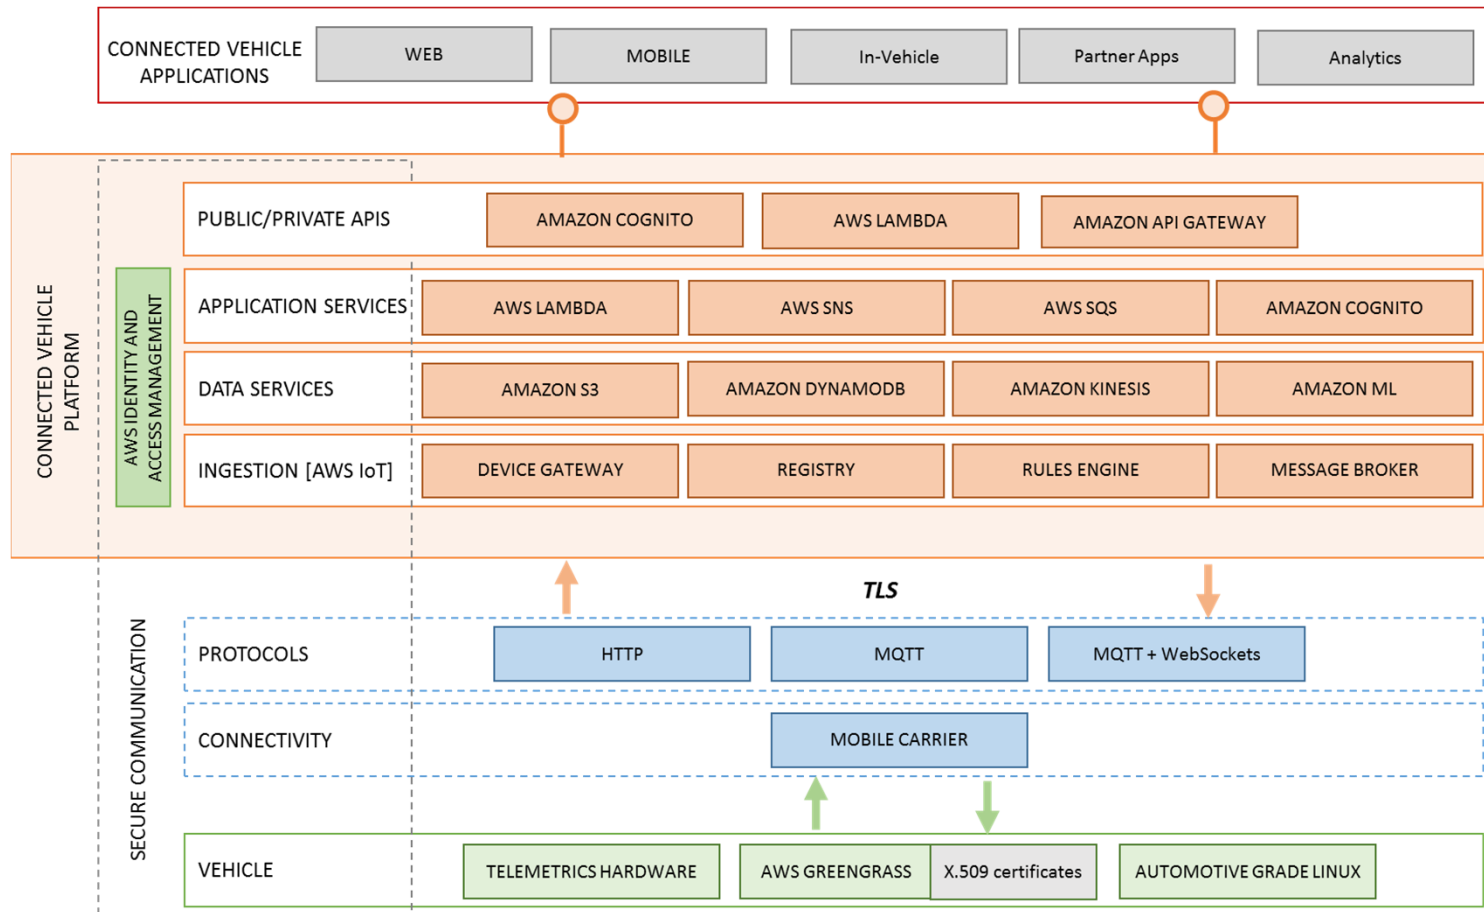 CONNECTED VEHICLE
APPLICATIONS
WEB
MOBILE
In-Vehicle
Partner Apps
Analytics
CONNECTED VEHICLE
PLATFORM
AWS IDENTITY AND
ACCESS MANAGEMENT
PUBLIC/PRIVATE APIS
AMAZON COGNITO
AWS LAMBDA
AMAZON API GATEWAY
APPLICATION SERVICES
AWS LAMBDA
AWS SNS
AWS SQS
AMAZON COGNITO
DATA SERVICES
AMAZON S3
AMAZON DYNAMODB
AMAZON KINESIS
AMAZON ML
INGESTION [AWS IoT]
DEVICE GATEWAY
REGISTRY
RULES ENGINE
MESSAGE BROKER
TLS
SECURE COMMUNICATION
PROTOCOLS
HTTP
MQTT
MQTT + WebSockets
CONNECTIVITY
MOBILE CARRIER
VEHICLE
TELEMETRICS HARDWARE
AWS GREENGRASS
X.509 certificates
AUTOMOTIVE GRADE LINUX